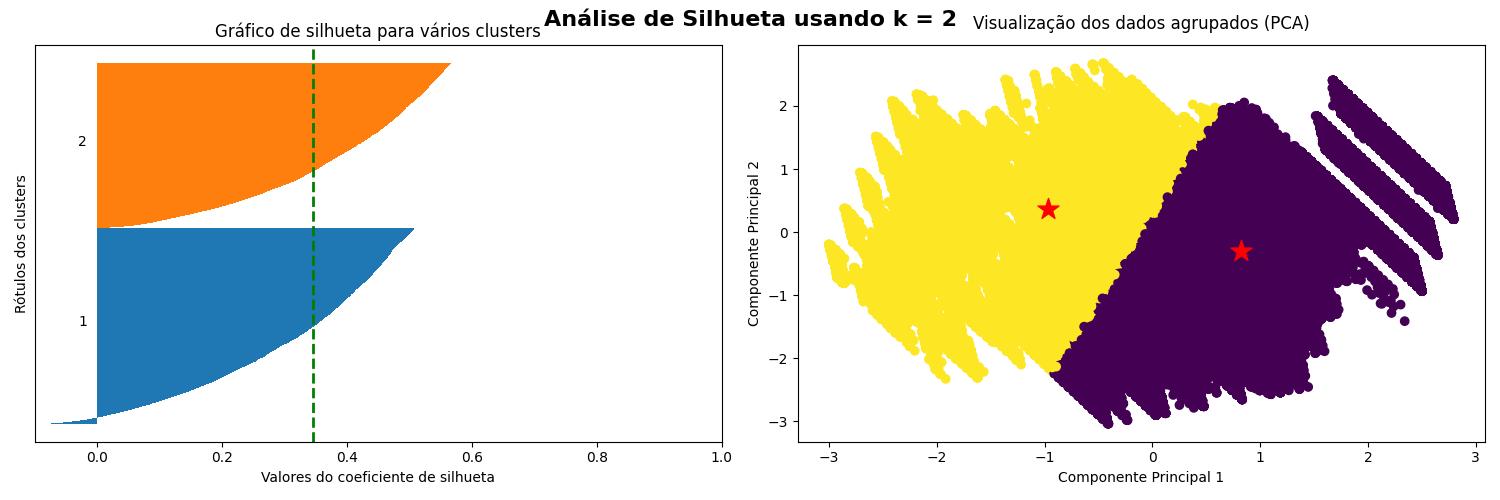 Análise de Silhueta usando k = 2
Gráfico de silhueta para vários clusters
Rótulos dos clusters
2
1
0.0 0.2 0.4 0.6 0.8 1.0
Valores do coeficiente de silhueta
Visualização dos dados agrupados (PCA)
Componente Principal 2
2
1
0
−1
−2
−3
−3 −2 −1 0 1 2 3
Componente Principal 1